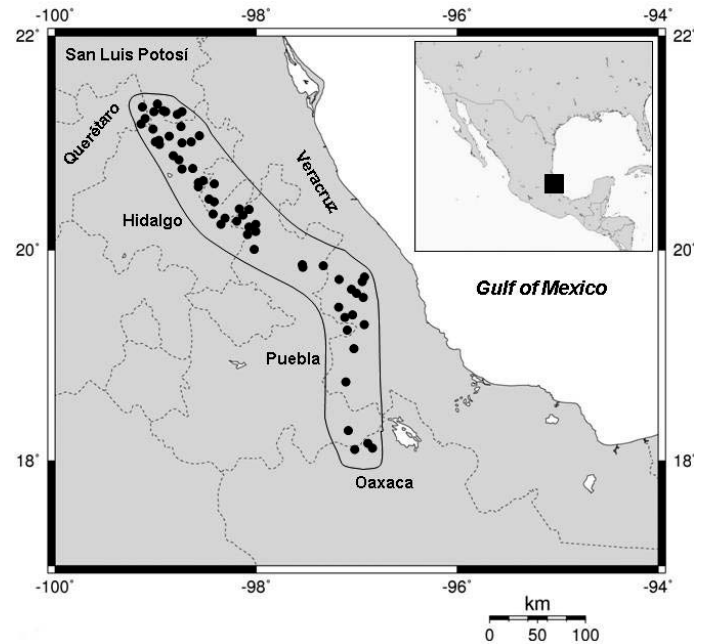 -100 -98 -96 -94
22' 22'
San Luis Potosí
Querétaro
Veracruz
Hidalgo
20' 20'
Gulf of Mexico
Puebla
18' 18'
Oaxaca
-100 -98 -96 -94
km
0 50 100